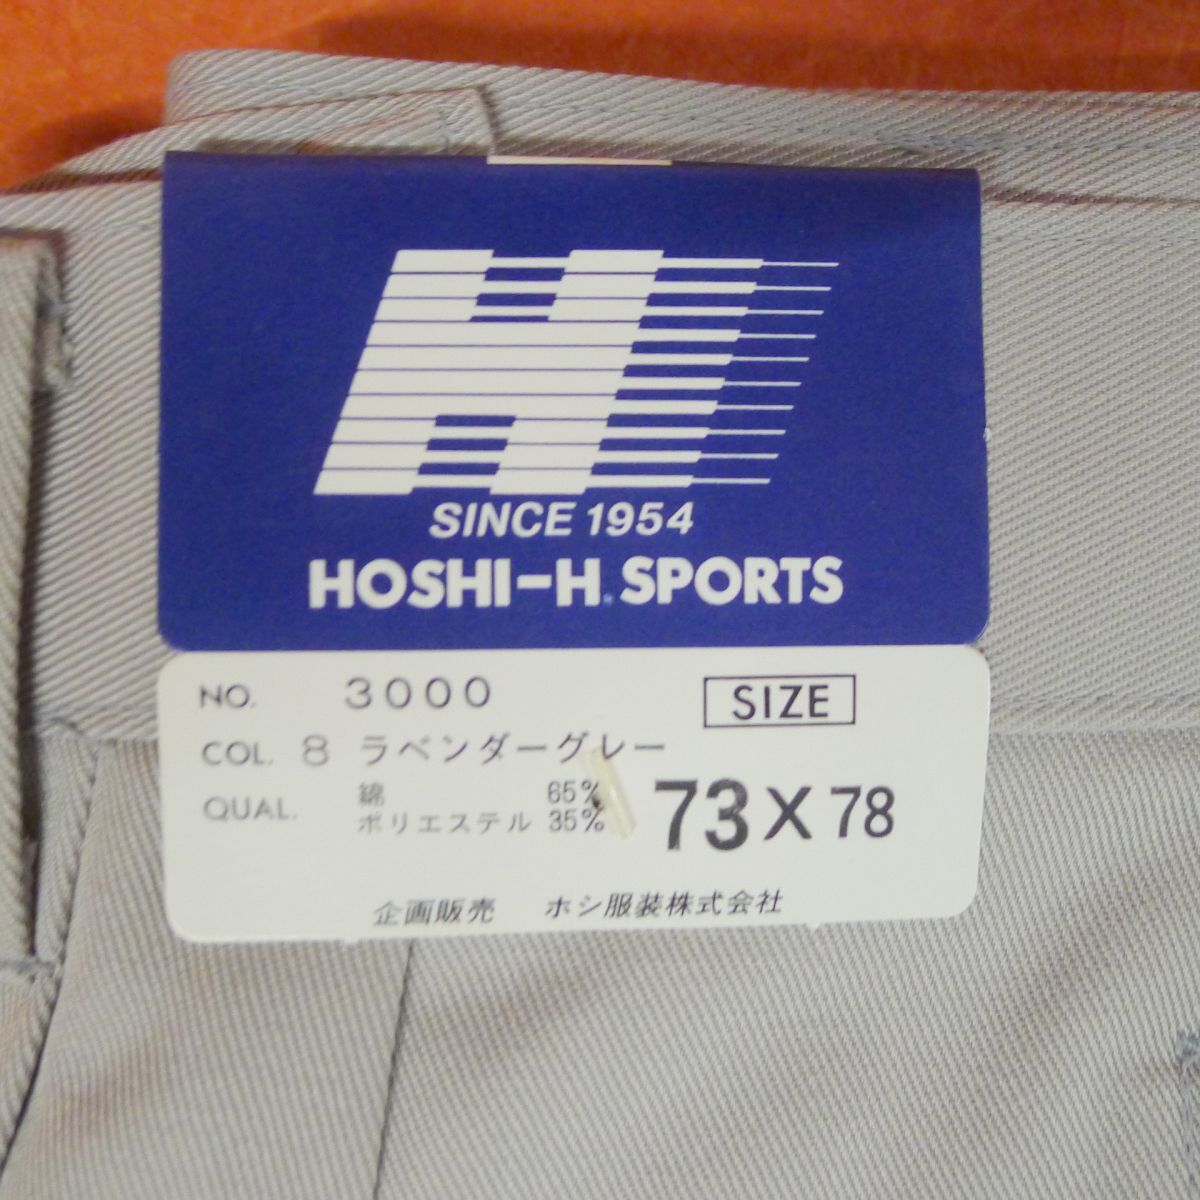 SINCE 1954
HOSHI-H SPORTS
NO. 3000
SIZE
COL. 8 ラベンダーグレー
QUAL. 綿 65%
ポリエステル 35%
73 X 78
企画販売 ホシ服装株式会社